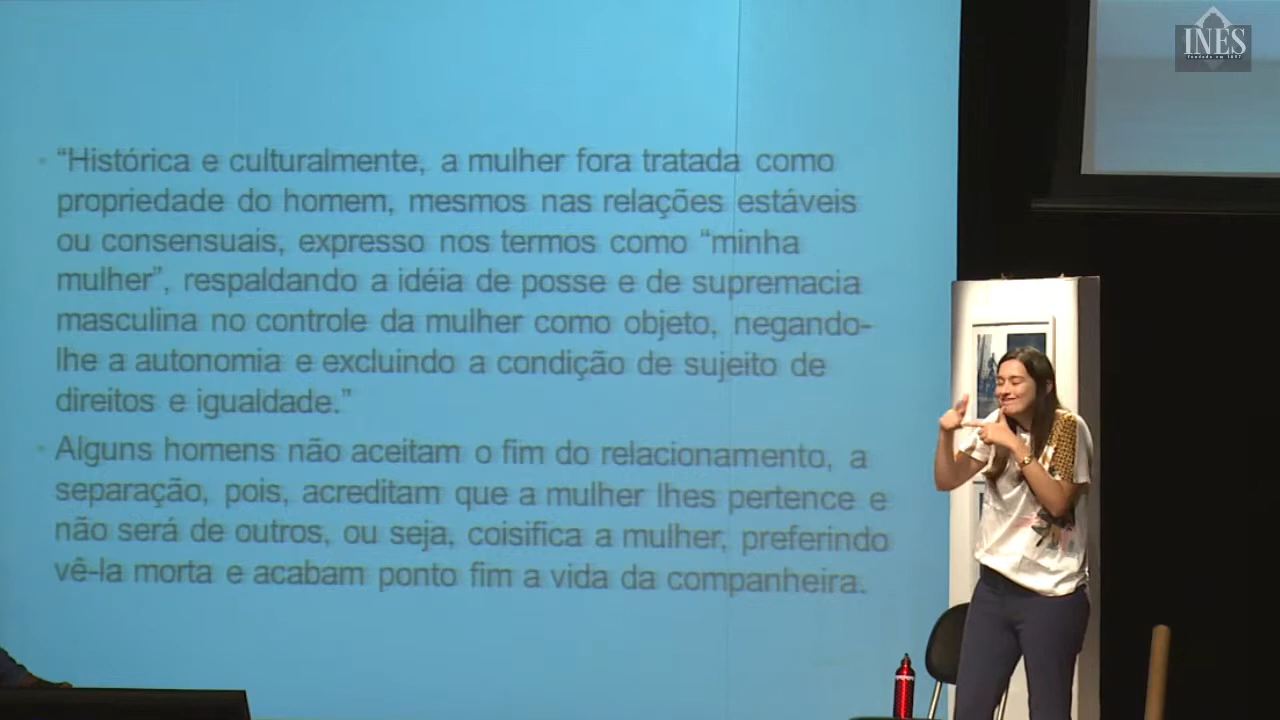 INES
fundado em 1857
“Histórica e culturalmente, a mulher fora tratada como
propriedade do homem, mesmos nas relações estáveis
ou consensuais, expresso nos termos como “minha
mulher”, respaldando a idéia de posse e de supremacia
masculina no controle da mulher como objeto, negando-
lhe a autonomia e excluindo a condição de sujeito de
direitos e igualdade.”
Alguns homens não aceitam o fim do relacionamento, a
separação, pois, acreditam que a mulher lhes pertence e
não será de outros, ou seja, coisifica a mulher, preferindo
vê-la morta e acabam ponto fim a vida da companheira.